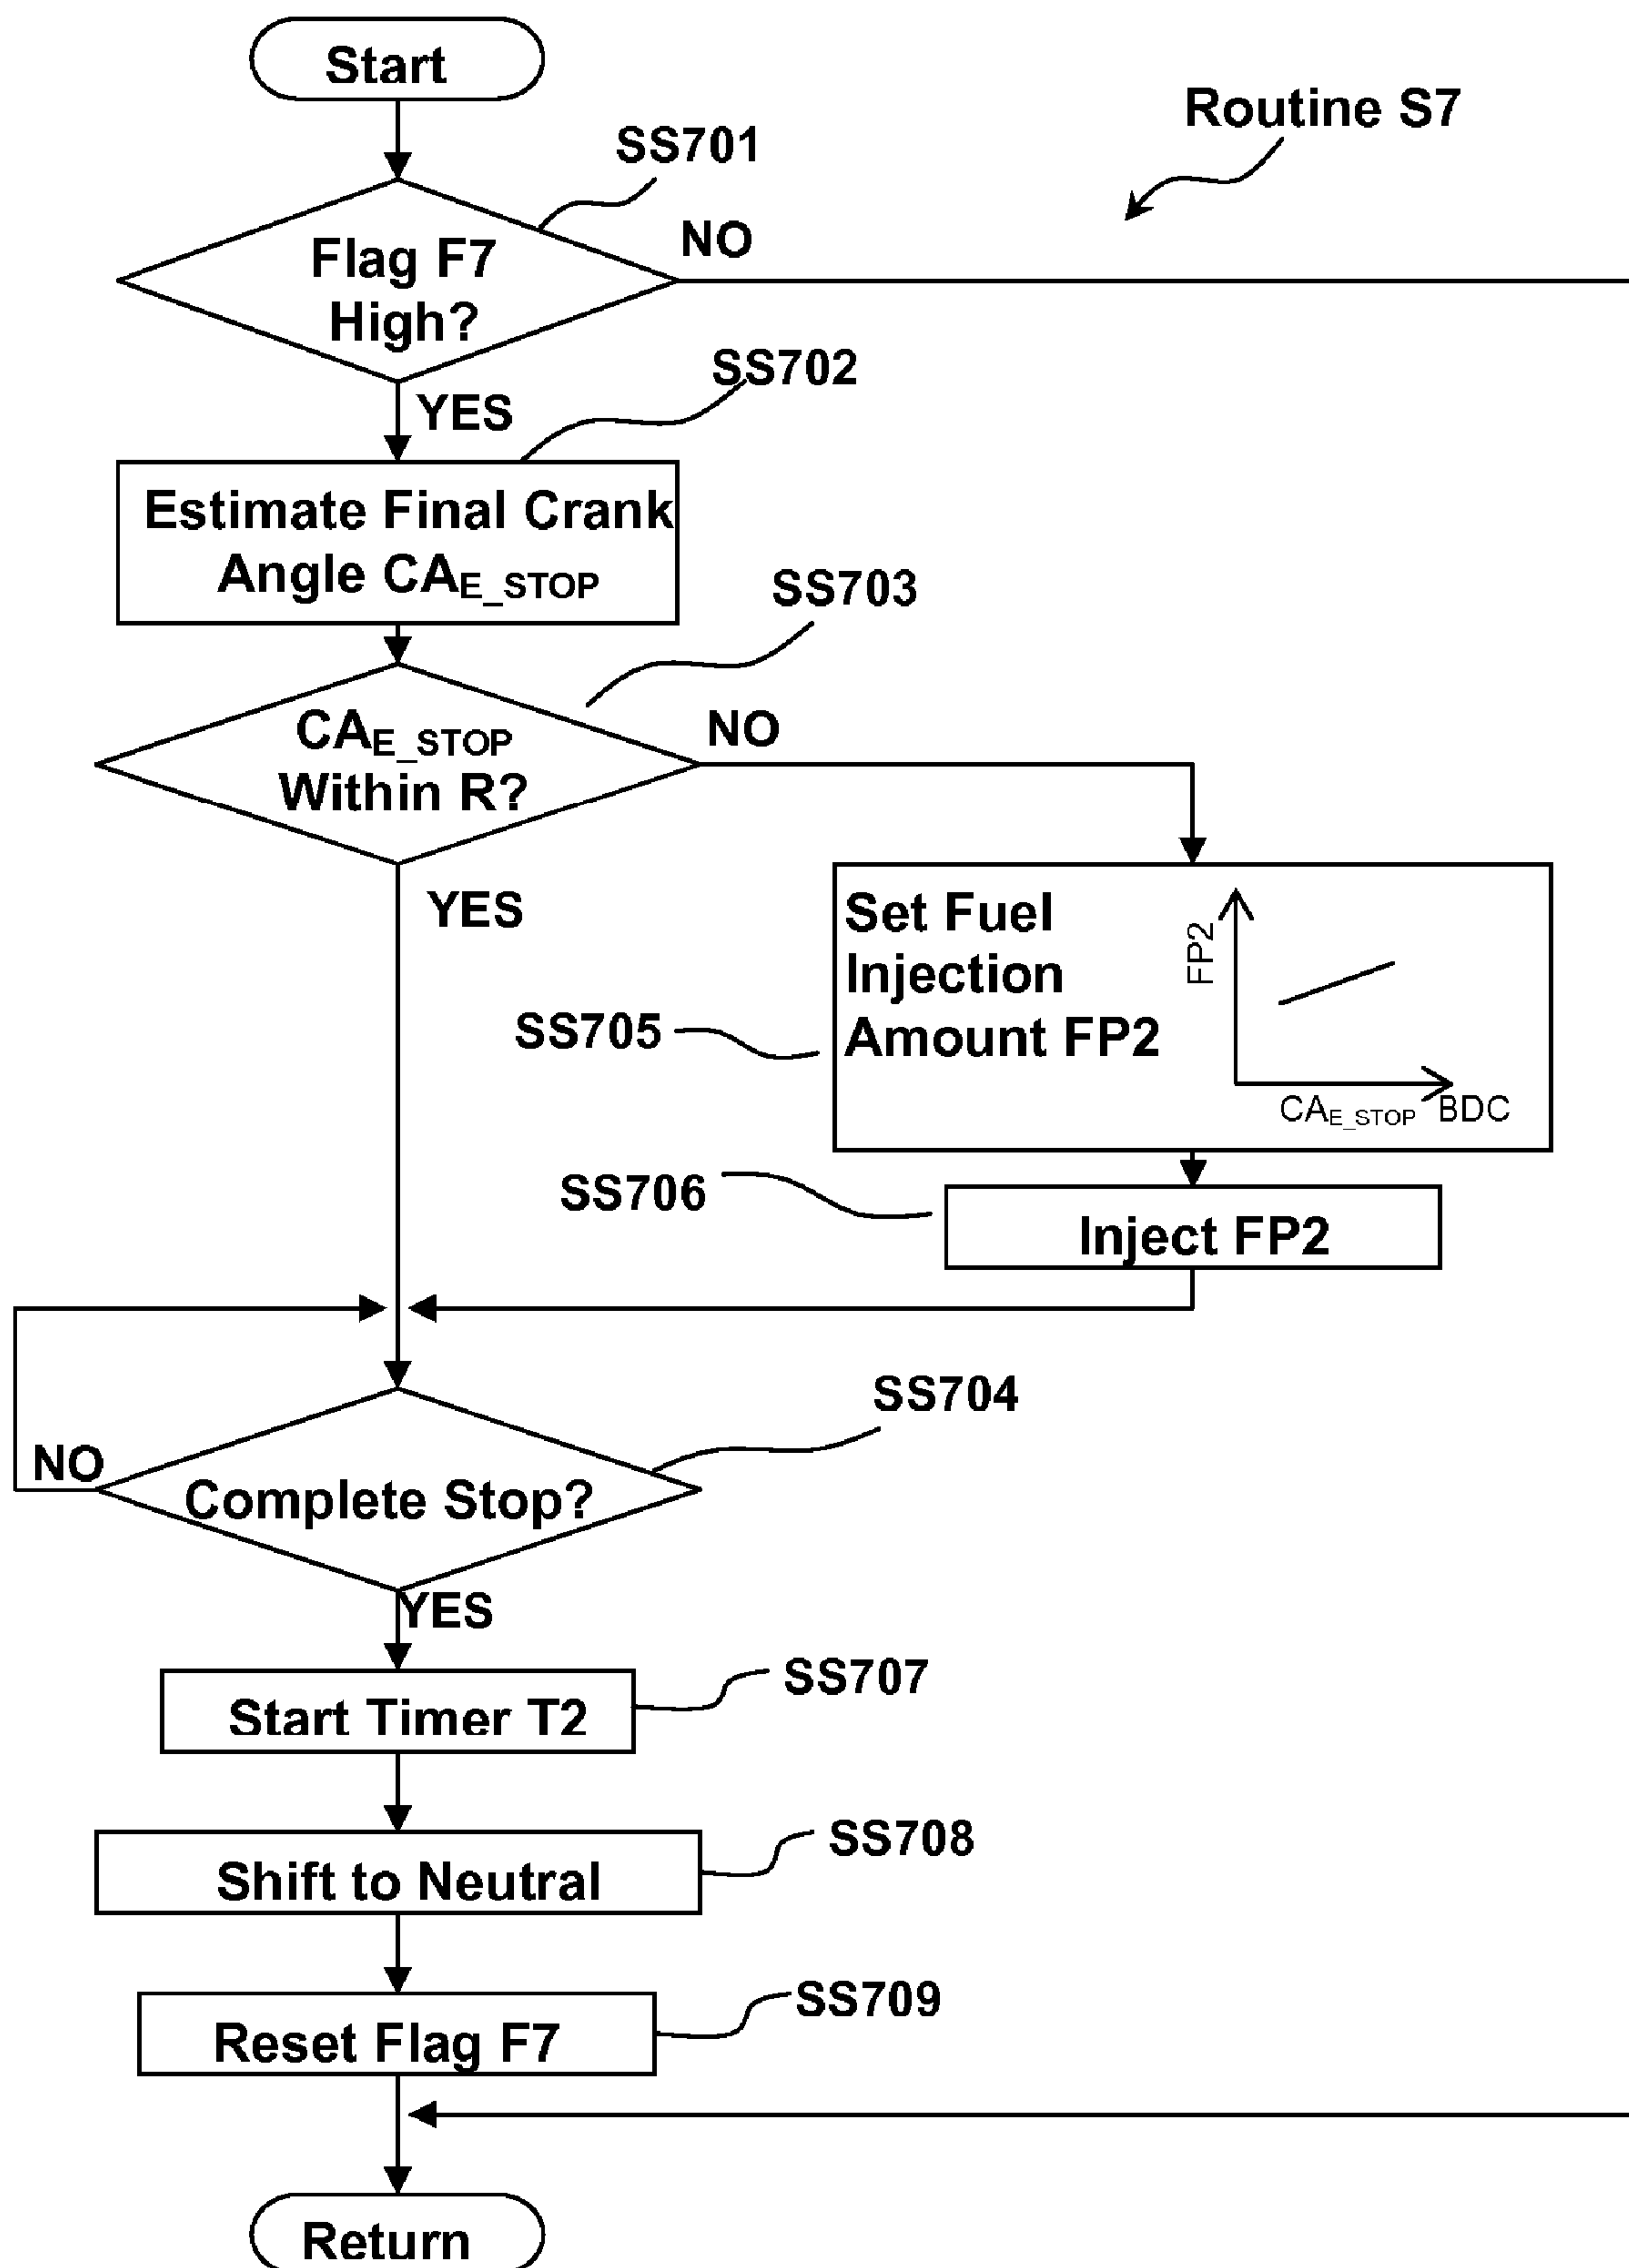 Start
Routine S7
SS701
Flag F7
High?
NO
YES
SS702
Estimate Final Crank
Angle CAE_STOP
SS703
CAE_STOP
Within R?
NO
YES
Set Fuel
Injection
Amount FP2
FP2
CAE_STOP BDC
SS705
SS706
Inject FP2
SS704
NO
Complete Stop?
YES
SS707
Start Timer T2
SS708
Shift to Neutral
SS709
Reset Flag F7
Return